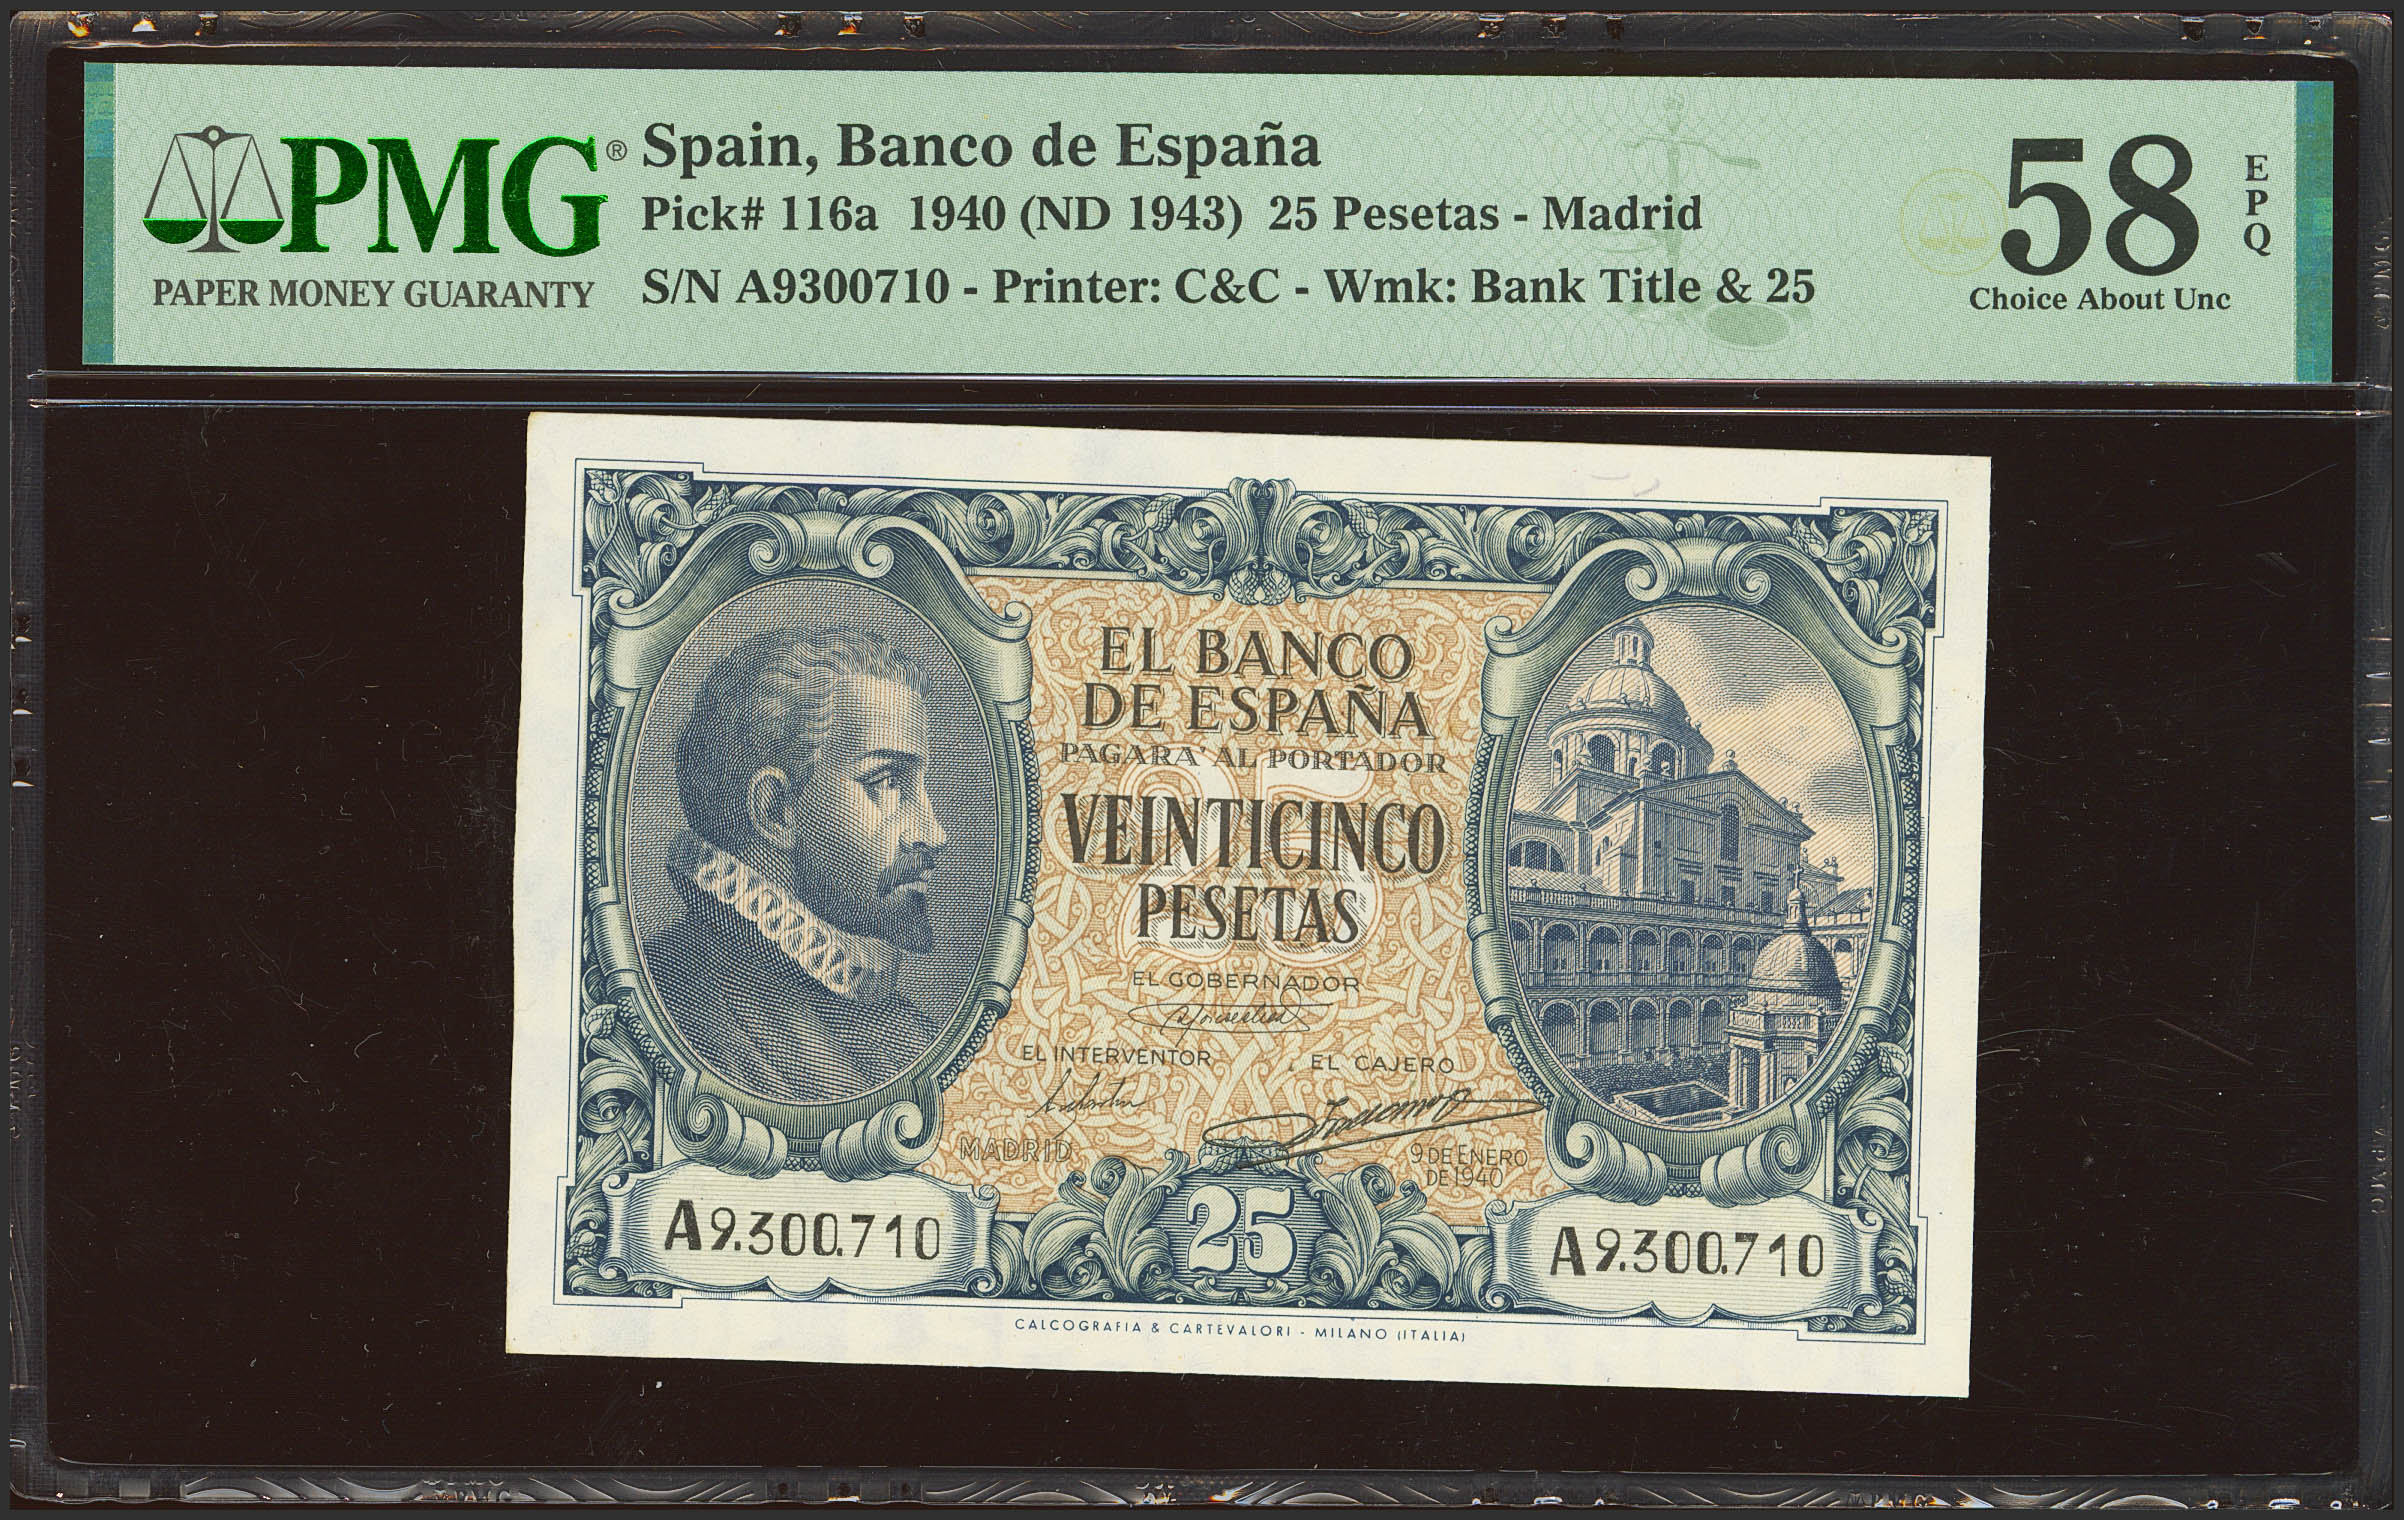 PMG®
PAPER MONEY GUARANTY
Spain, Banco de España
Pick# 116a 1940 (ND 1943) 25 Pesetas - Madrid
S/N A9300710 - Printer: C&C - Wmk: Bank Title & 25
58
EPQ
Choice About Unc
EL BANCO
DE ESPAÑA
PAGARA' AL PORTADOR
25
VEINTICINCO
PESETAS
EL GOBERNADOR
EL INTERVENTOR
EL CAJERO
MADRID
9 DE ENERO
DE 1940
A9.300.710
25
A9.300.710
CALCOGRAFIA & CARTEVALORI - MILANO (ITALIA)